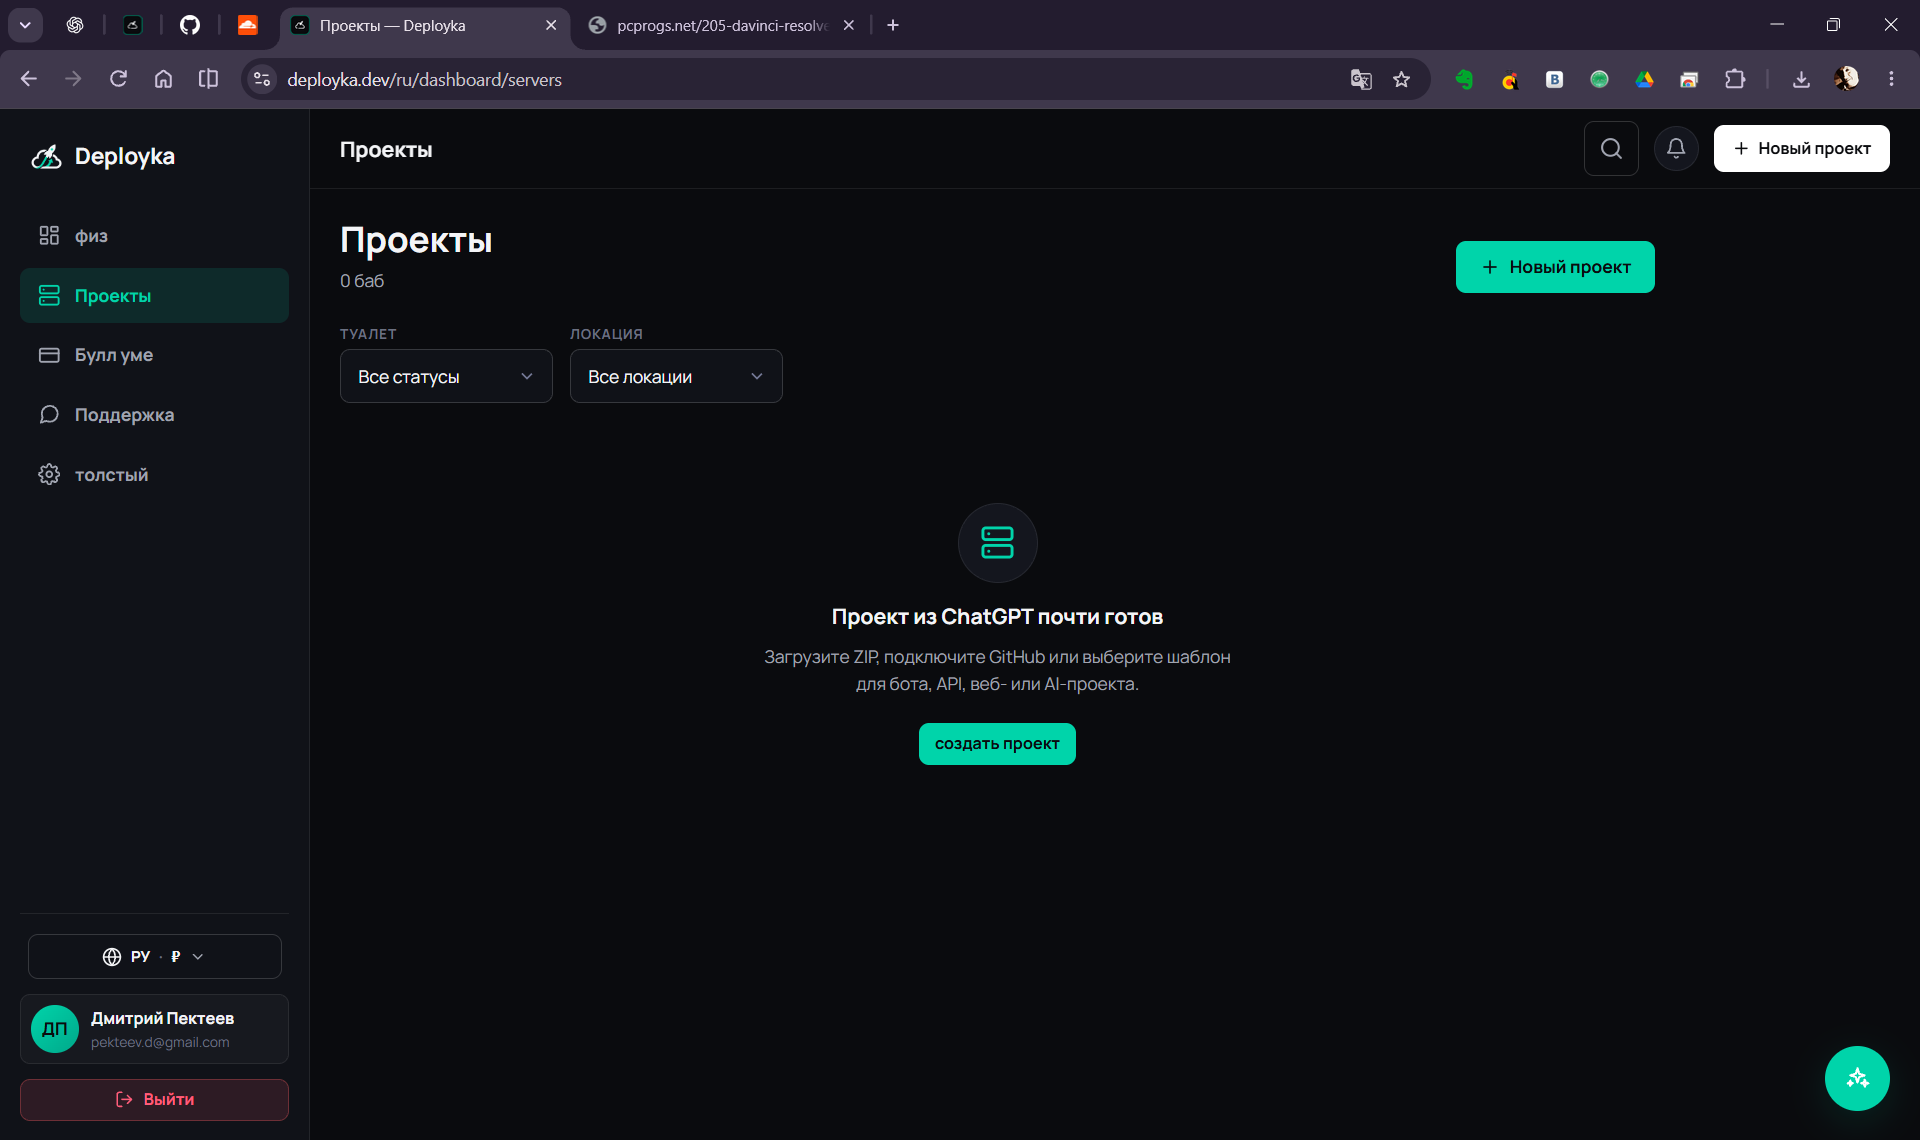 Проекты — Deployka
pcprogs.net/205-davinci-resolve
deployka.dev/ru/dashboard/servers
Deployka
физ
Проекты
Булл уме
Поддержка
толстый
РУ · ₽
ДП
Дмитрий Пектеев
pekteev.d@gmail.com
Выйти
Проекты
Новый проект
Проекты
0 баб
Новый проект
ТУАЛЕТ
ЛОКАЦИЯ
Все статусы
Все локации
Проект из ChatGPT почти готов
Загрузите ZIP, подключите GitHub или выберите шаблон
для бота, API, веб- или AI-проекта.
создать проект